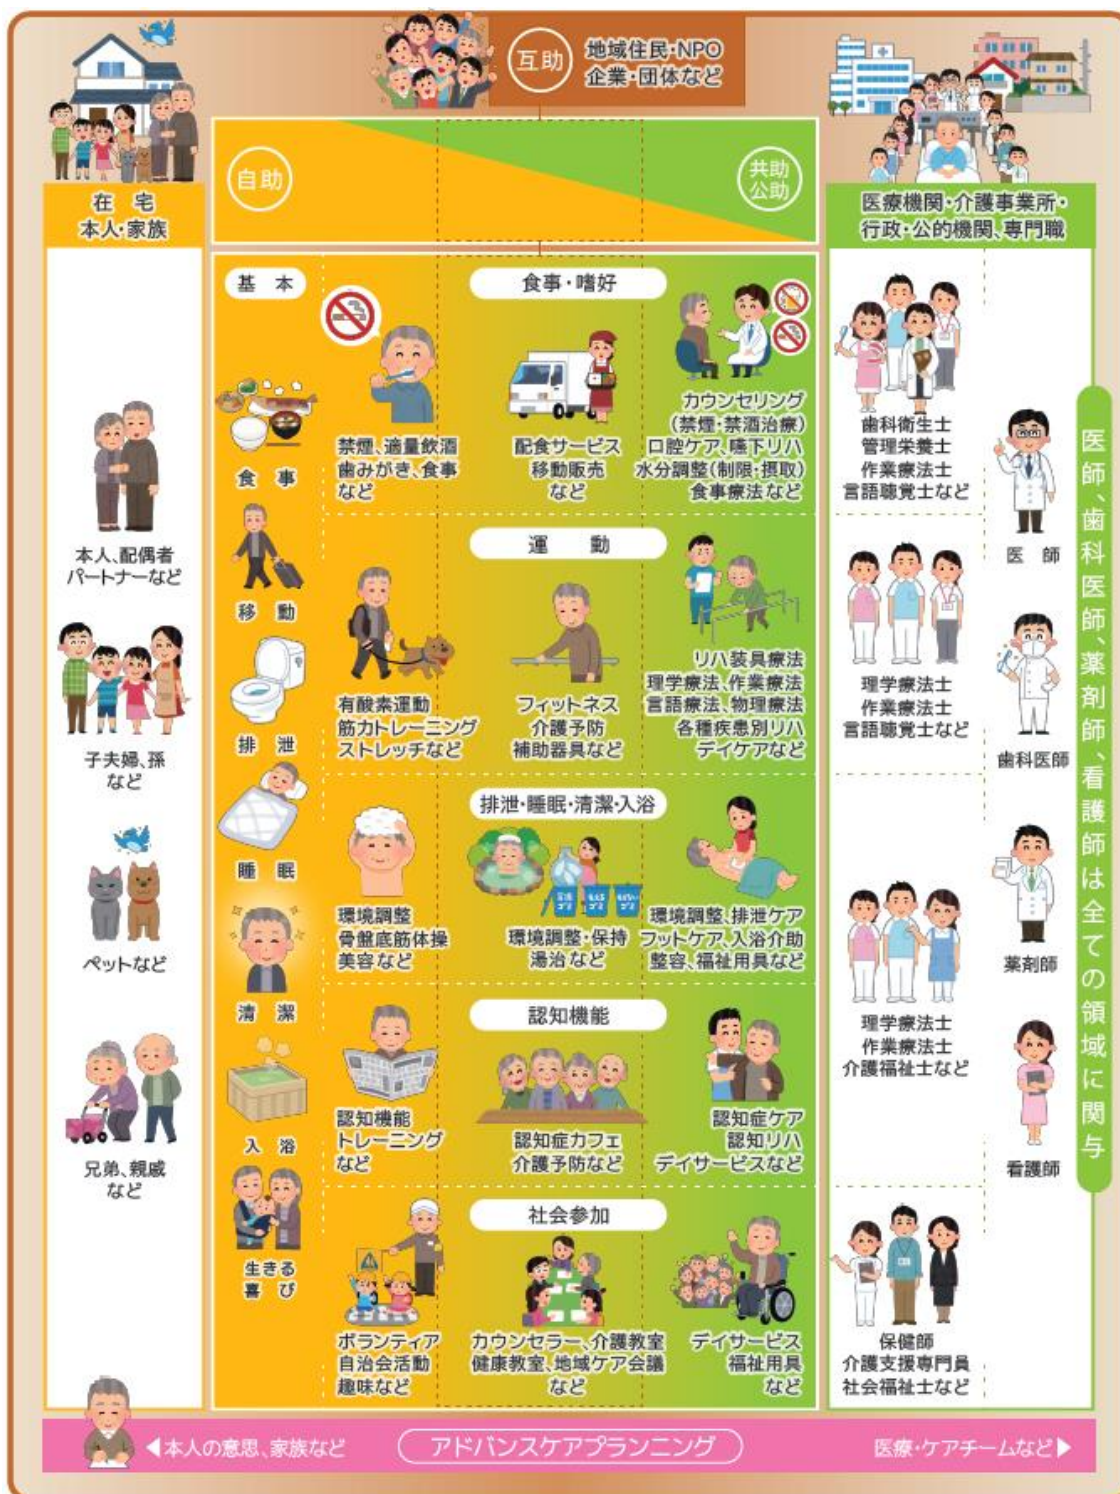 互助
地域住民・NPO
企業・団体など
自助
共助
公助
在　宅
本人・家族
医療機関・介護事業所・
行政・公的機関、専門職
本人、配偶者
パートナーなど
子夫婦、孫
など
ペットなど
兄弟、親戚
など
基　本
食　事
移　動
排　泄
睡　眠
清　潔
入　浴
生きる
喜　び
食事・嗜好
禁煙、適量飲酒
歯みがき、食事
など
配食サービス
移動販売
など
カウンセリング
(禁煙・禁酒治療)
口腔ケア、嚥下リハ
水分調整(制限・摂取)
食事療法など
運　動
有酸素運動
筋力トレーニング
ストレッチなど
フィットネス
介護予防
補助器具など
リハ装具療法
理学療法、作業療法
言語療法、物理療法
各種疾患別リハ
デイケアなど
排泄・睡眠・清潔・入浴
環境調整
骨盤底筋体操
美容など
環境調整・保持
湯治など
環境調整、排泄ケア
フットケア、入浴介助
整容、福祉用具など
認知機能
認知機能
トレーニング
など
認知症カフェ
介護予防など
認知症ケア
認知リハ
デイサービスなど
社会参加
ボランティア
自治会活動
趣味など
カウンセラー、介護教室
健康教室、地域ケア会議
など
デイサービス
福祉用具
など
歯科衛生士
管理栄養士
作業療法士
言語聴覚士など
理学療法士
作業療法士
言語聴覚士など
理学療法士
作業療法士
介護福祉士など
保健師
介護支援専門員
社会福祉士など
医　師
歯科医師
薬剤師
看護師
医師、歯科医師、薬剤師、看護師は全ての領域に関与
◀本人の意思、家族など
アドバンスケアプランニング
医療・ケアチームなど▶